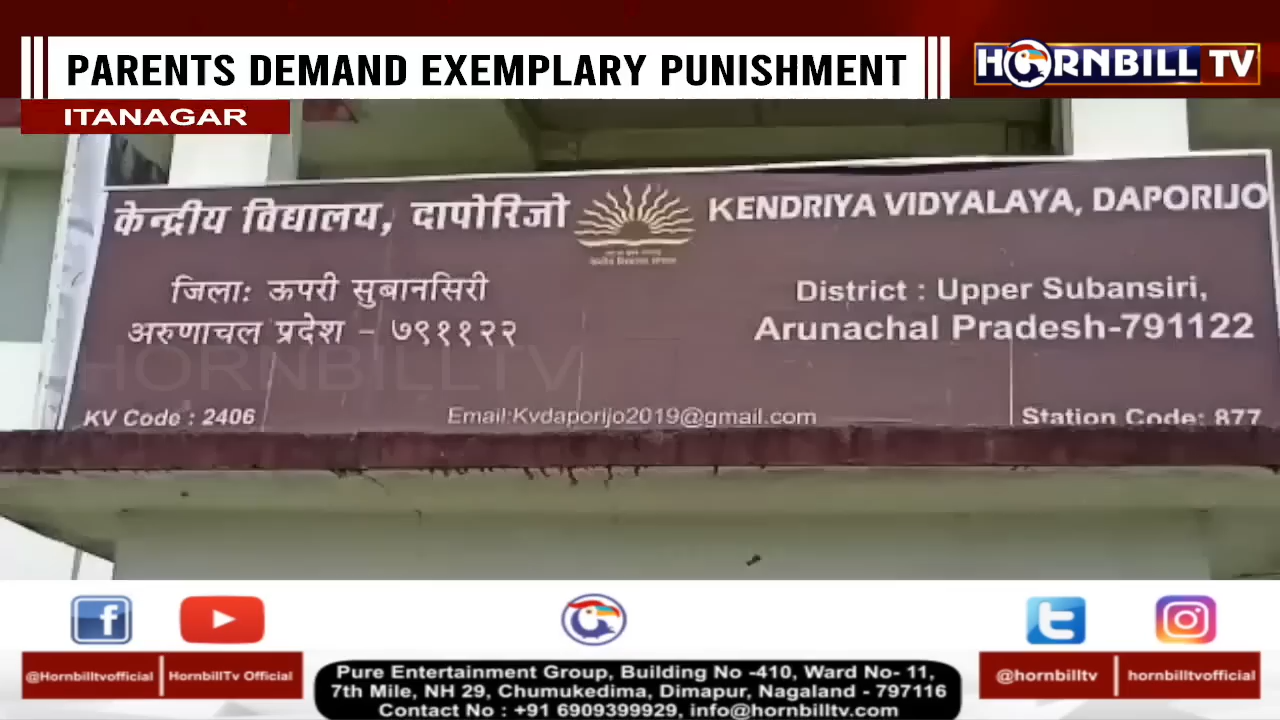 PARENTS DEMAND EXEMPLARY PUNISHMENT
HORNBILL TV
ITANAGAR
केन्द्रीय विद्यालय, दापोरिजो
KENDRIYA VIDYALAYA, DAPORIJO
जिला: ऊपरी सुबानसिरी
अरुणाचल प्रदेश - ७९११२२
District : Upper Subansiri,
Arunachal Pradesh-791122
HORNBILLTV
KV Code : 2406
Email:Kvdaporijo2019@gmail.com
Station Code: 877
@Hornbilltvofficial
HornbillTv Official
Pure Entertainment Group, Building No -410, Ward No- 11,
7th Mile, NH 29, Chumukedima, Dimapur, Nagaland - 797116
Contact No : +91 6909399929, info@hornbilltv.com
@hornbilltv
hornbilltvofficial